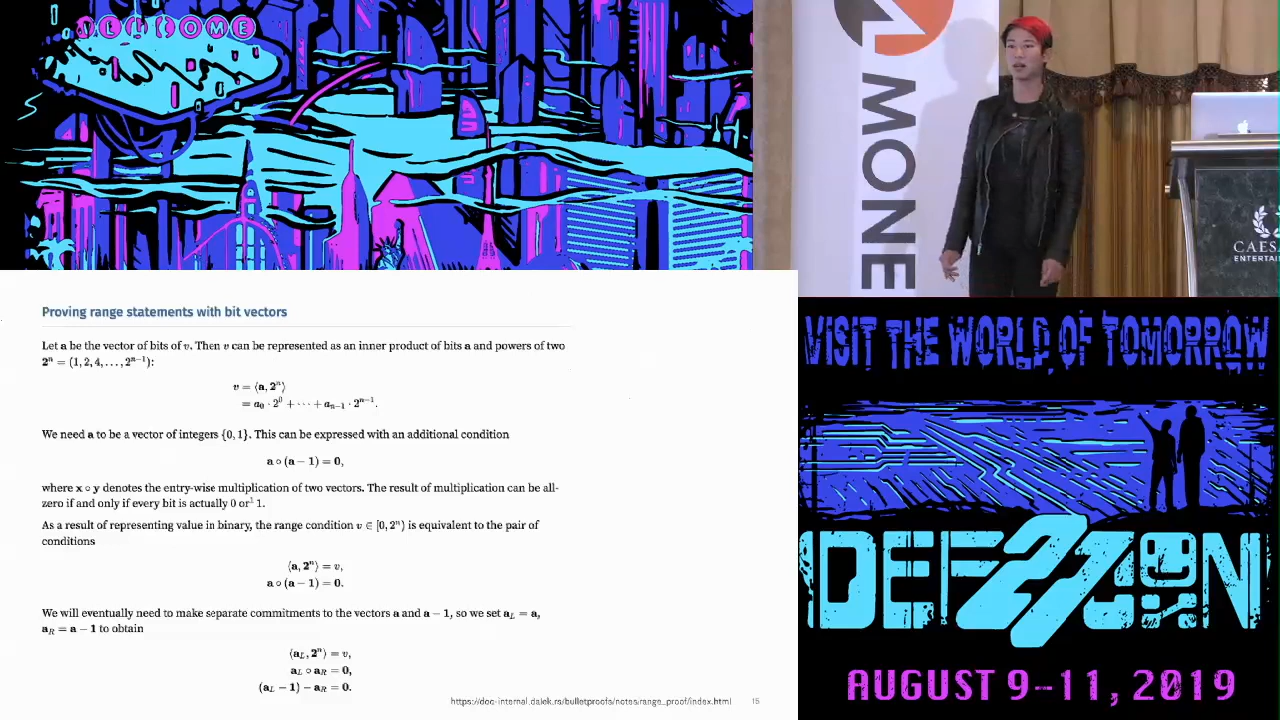 WELCOME
MONE
CAES
ENTERTAIN
Proving range statements with bit vectors
Let a be the vector of bits of v. Then v can be represented as an inner product of bits a and powers of two
2ⁿ = (1, 2, 4, . . . , 2ⁿ⁻¹):
v = ⟨a, 2ⁿ⟩
= a₀ · 2⁰ + · · · + aₙ₋₁ · 2ⁿ⁻¹.
We need a to be a vector of integers {0, 1}. This can be expressed with an additional condition
a ∘ (a − 1) = 0,
where x ∘ y denotes the entry-wise multiplication of two vectors. The result of multiplication can be all-
zero if and only if every bit is actually 0 or¹ 1.
As a result of representing value in binary, the range condition v ∈ [0, 2ⁿ) is equivalent to the pair of
conditions
⟨a, 2ⁿ⟩ = v,
a ∘ (a − 1) = 0.
We will eventually need to make separate commitments to the vectors a and a − 1, so we set a_L = a,
a_R = a − 1 to obtain
⟨a_L, 2ⁿ⟩ = v,
a_L ∘ a_R = 0,
(a_L − 1) − a_R = 0.
https://doc-internal.dalek.rs/bulletproofs/notes/range_proof/index.html 15
VISIT THE WORLD OF TOMORROW
DEF 27 CON
AUGUST 9-11, 2019